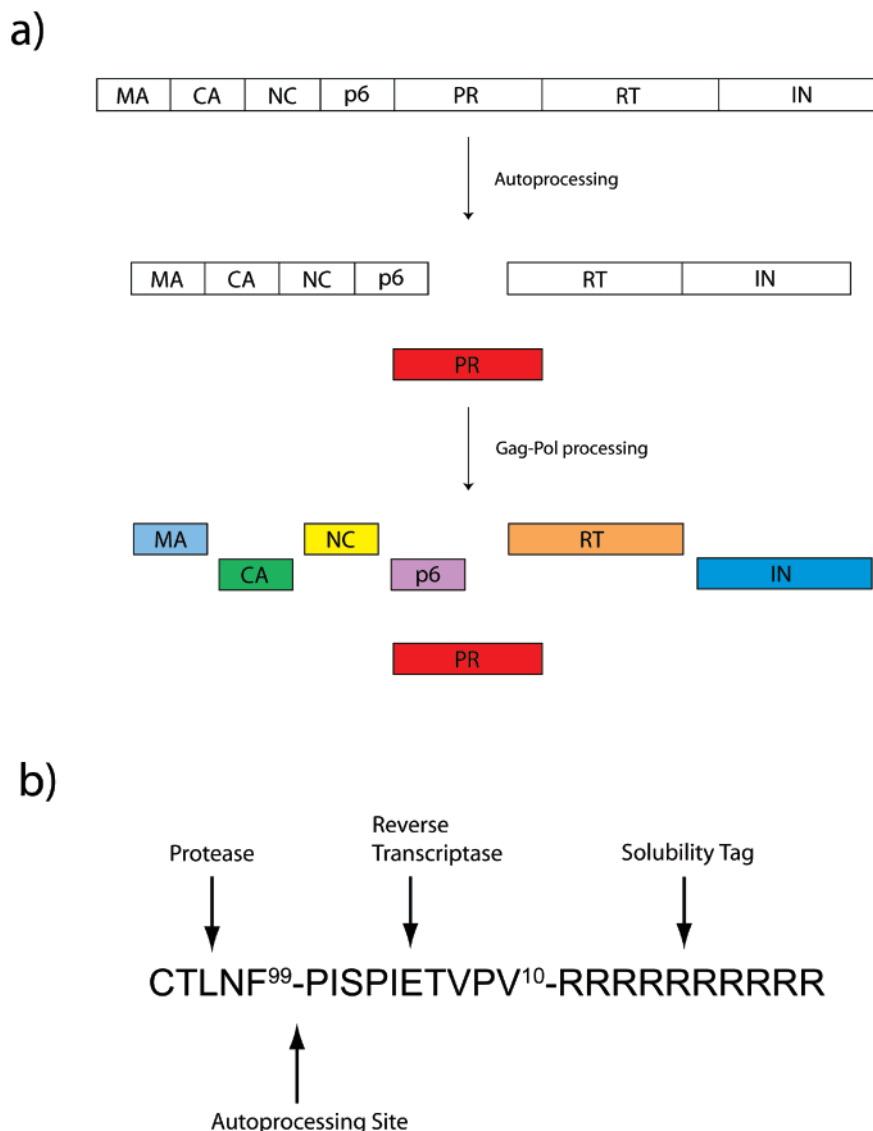 a)
MA CA NC p6 PR RT IN
Autoprocessing
MA CA NC p6 RT IN
PR
Gag-Pol processing
MA NC RT
CA p6 IN
PR
b)
Protease Reverse Transcriptase Solubility Tag
CTLNF⁹⁹-PISPIETVPV¹⁰-RRRRRRRRRR
Autoprocessing Site